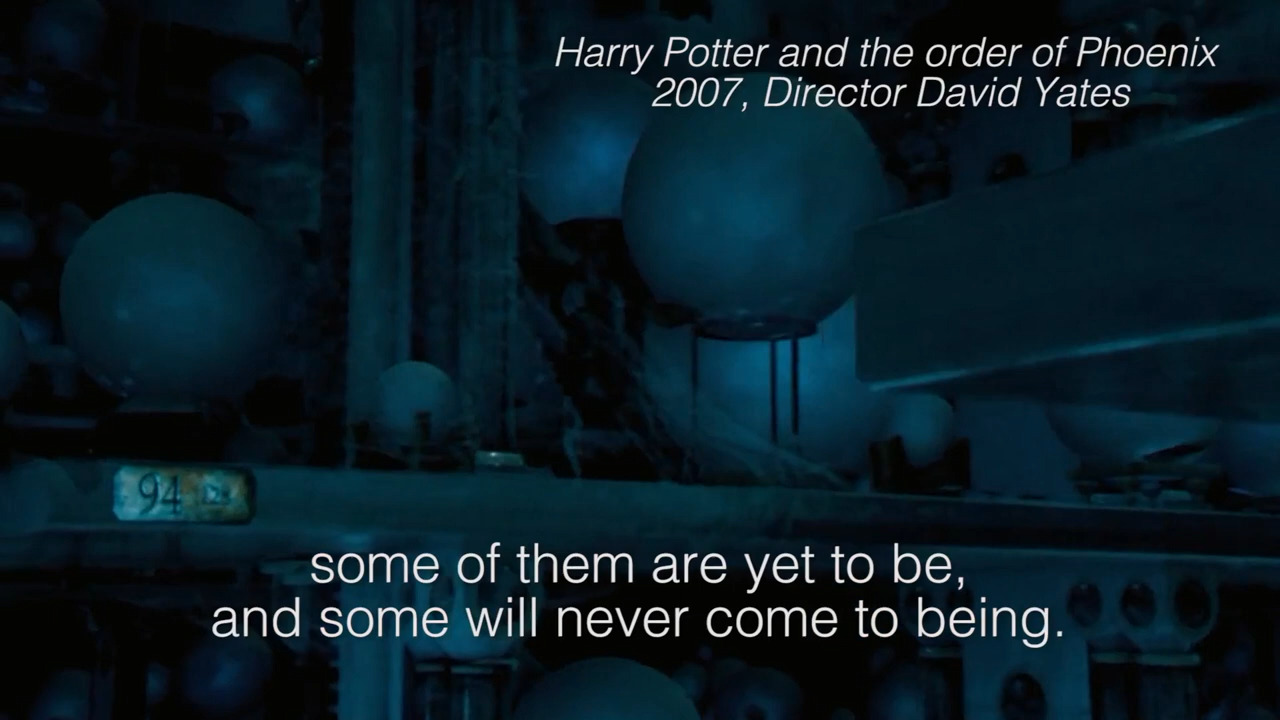 Harry Potter and the order of Phoenix
2007, Director David Yates
94
some of them are yet to be,
and some will never come to being.